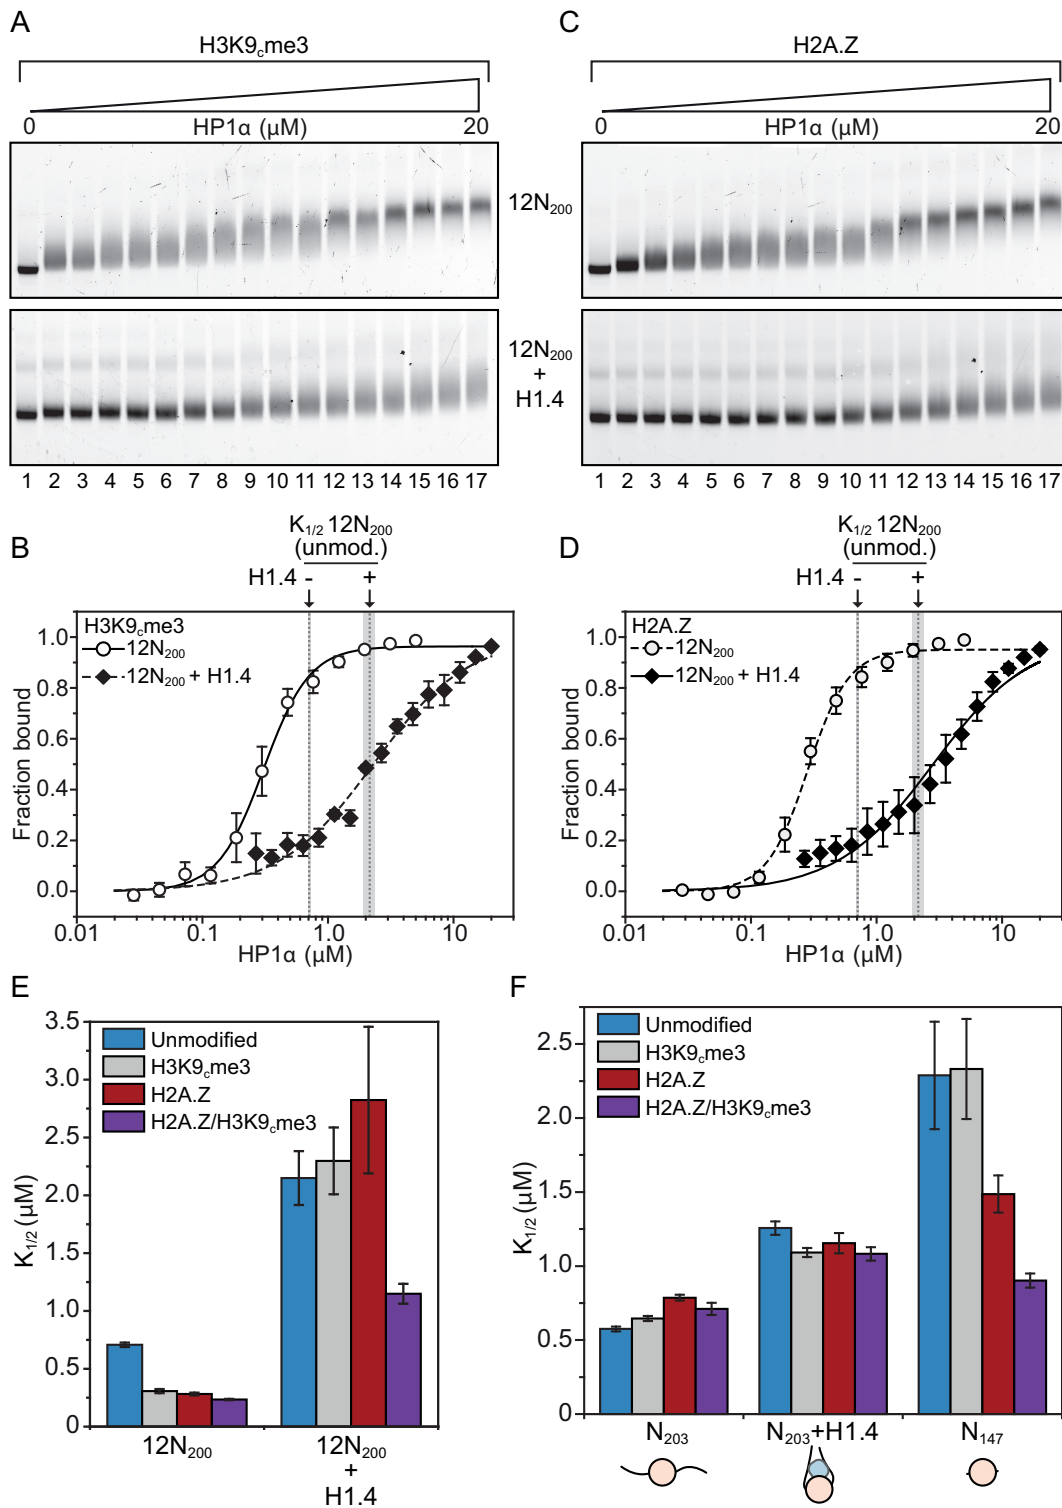 A
H3K9cme3
0
HP1α (µM)
20
12N200
12N200
+
H1.4
1 2 3 4 5 6 7 8 9 10 11 12 13 14 15 16 17
C
H2A.Z
0
HP1α (µM)
20
1 2 3 4 5 6 7 8 9 10 11 12 13 14 15 16 17
B
K1/2 12N200
(unmod.)
H1.4 - +
H3K9cme3
12N200
12N200 + H1.4
Fraction bound
1.0
0.8
0.6
0.4
0.2
0.0
0.01 0.1 1.0 10
HP1α (µM)
D
K1/2 12N200
(unmod.)
H1.4 - +
H2A.Z
12N200
12N200 + H1.4
Fraction bound
1.0
0.8
0.6
0.4
0.2
0.0
0.01 0.1 1.0 10
HP1α (µM)
E
Unmodified
H3K9cme3
H2A.Z
H2A.Z/H3K9cme3
K1/2 (µM)
3.5
3.0
2.5
2.0
1.5
1.0
0.5
0
12N200
12N200
+
H1.4
F
Unmodified
H3K9cme3
H2A.Z
H2A.Z/H3K9cme3
K1/2 (µM)
2.5
2.0
1.5
1.0
0.5
0
N203
N203+H1.4
N147